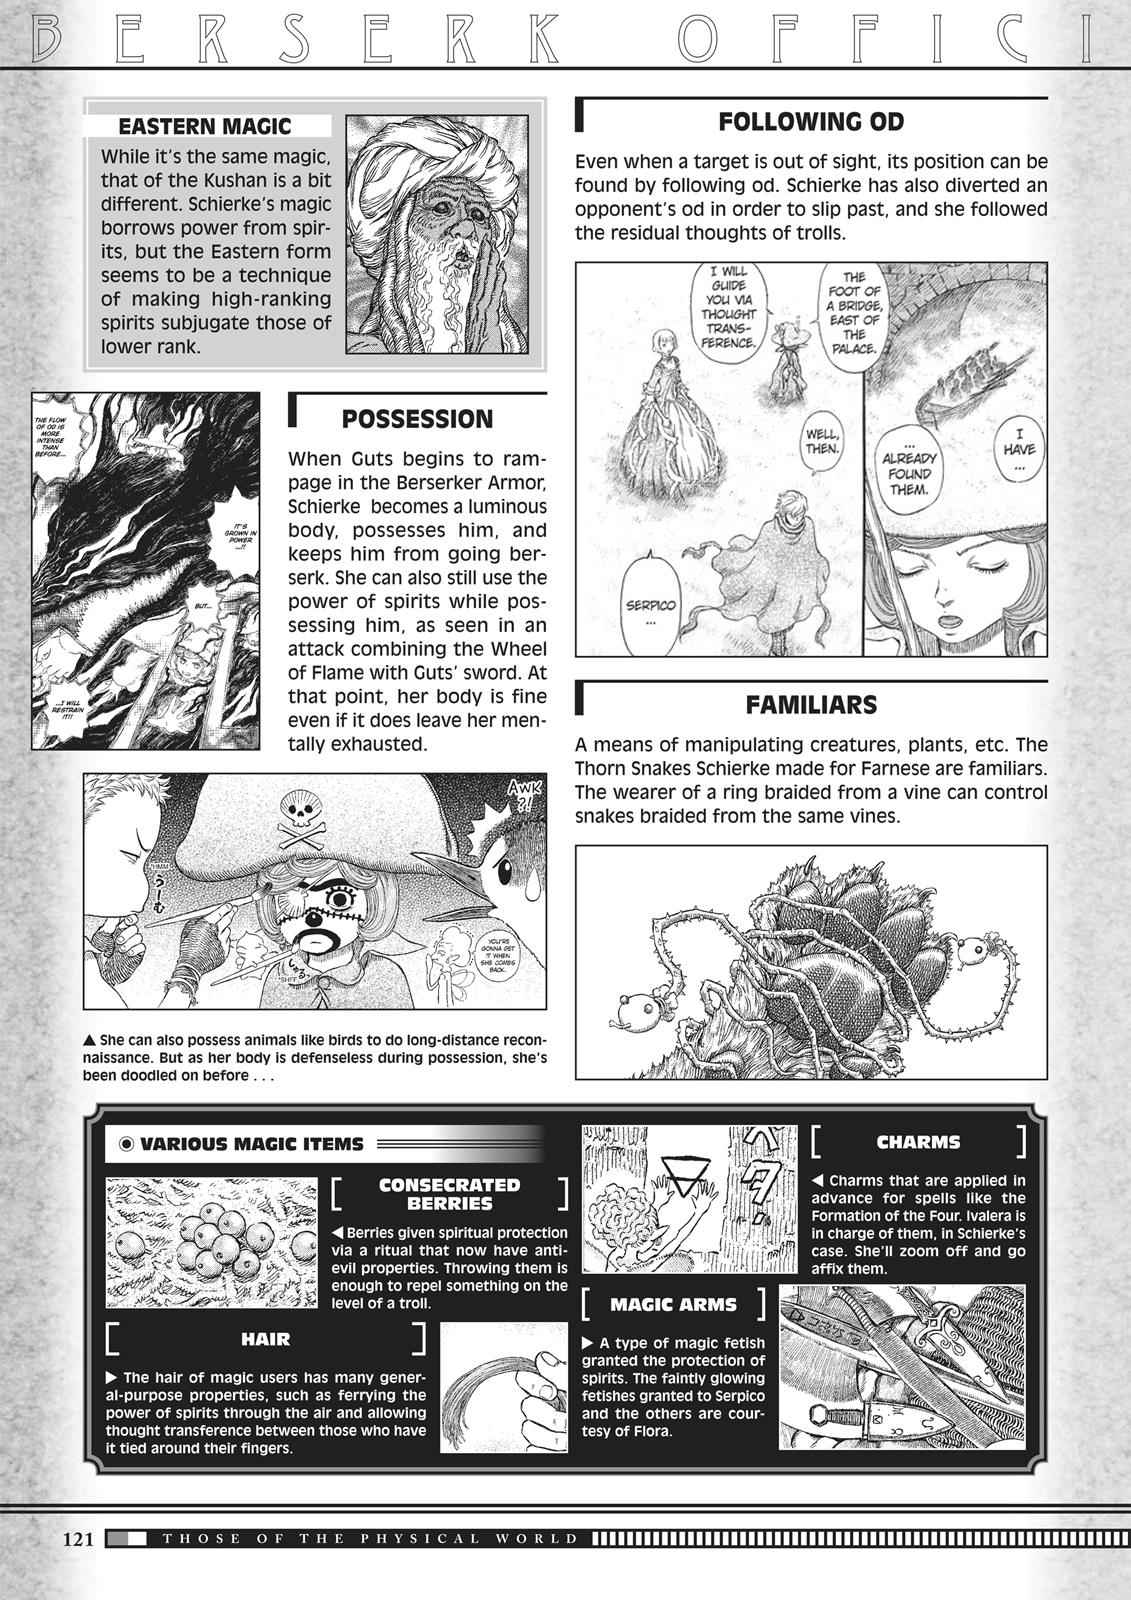 BERSERK OFFICI
EASTERN MAGIC
While it's the same magic,
that of the Kushan is a bit
different. Schierke's magic
borrows power from spir-
its, but the Eastern form
seems to be a technique
of making high-ranking
spirits subjugate those of
lower rank.
THE FLOW
OF OD IS
MORE
INTENSE
THAN
BEFORE...
IT'S
GROWN IN
POWER
...!!
BUT...
...I WILL
RESTRAIN
IT!!
POSSESSION
When Guts begins to ram-
page in the Berserker Armor,
Schierke becomes a luminous
body, possesses him, and
keeps him from going ber-
serk. She can also still use the
power of spirits while pos-
sessing him, as seen in an
attack combining the Wheel
of Flame with Guts' sword. At
that point, her body is fine
even if it does leave her men-
tally exhausted.
AWK
?!
HMM
うーむ
YOU'RE
GONNA GET
IT WHEN
SHE COMES
BACK.
▲ She can also possess animals like birds to do long-distance recon-
naissance. But as her body is defenseless during possession, she's
been doodled on before . . .
FOLLOWING OD
Even when a target is out of sight, its position can be
found by following od. Schierke has also diverted an
opponent's od in order to slip past, and she followed
the residual thoughts of trolls.
I WILL
GUIDE
YOU VIA
THOUGHT
TRANS-
FERENCE.
THE
FOOT OF
A BRIDGE,
EAST OF
THE
PALACE.
WELL,
THEN.
SERPICO
...
I
HAVE
...
...
ALREADY
FOUND
THEM.
FAMILIARS
A means of manipulating creatures, plants, etc. The
Thorn Snakes Schierke made for Farnese are familiars.
The wearer of a ring braided from a vine can control
snakes braided from the same vines.
VARIOUS MAGIC ITEMS
CONSECRATED
BERRIES
◀ Berries given spiritual protection
via a ritual that now have anti-
evil properties. Throwing them is
enough to repel something on the
level of a troll.
HAIR
▶ The hair of magic users has many gener-
al-purpose properties, such as ferrying the
power of spirits through the air and allowing
thought transference between those who have
it tied around their fingers.
CHARMS
◀ Charms that are applied in
advance for spells like the
Formation of the Four. Ivalera is
in charge of them, in Schierke's
case. She'll zoom off and go
affix them.
MAGIC ARMS
▶ A type of magic fetish
granted the protection of
spirits. The faintly glowing
fetishes granted to Serpico
and the others are cour-
tesy of Flora.
121
THOSE OF THE PHYSICAL WORLD